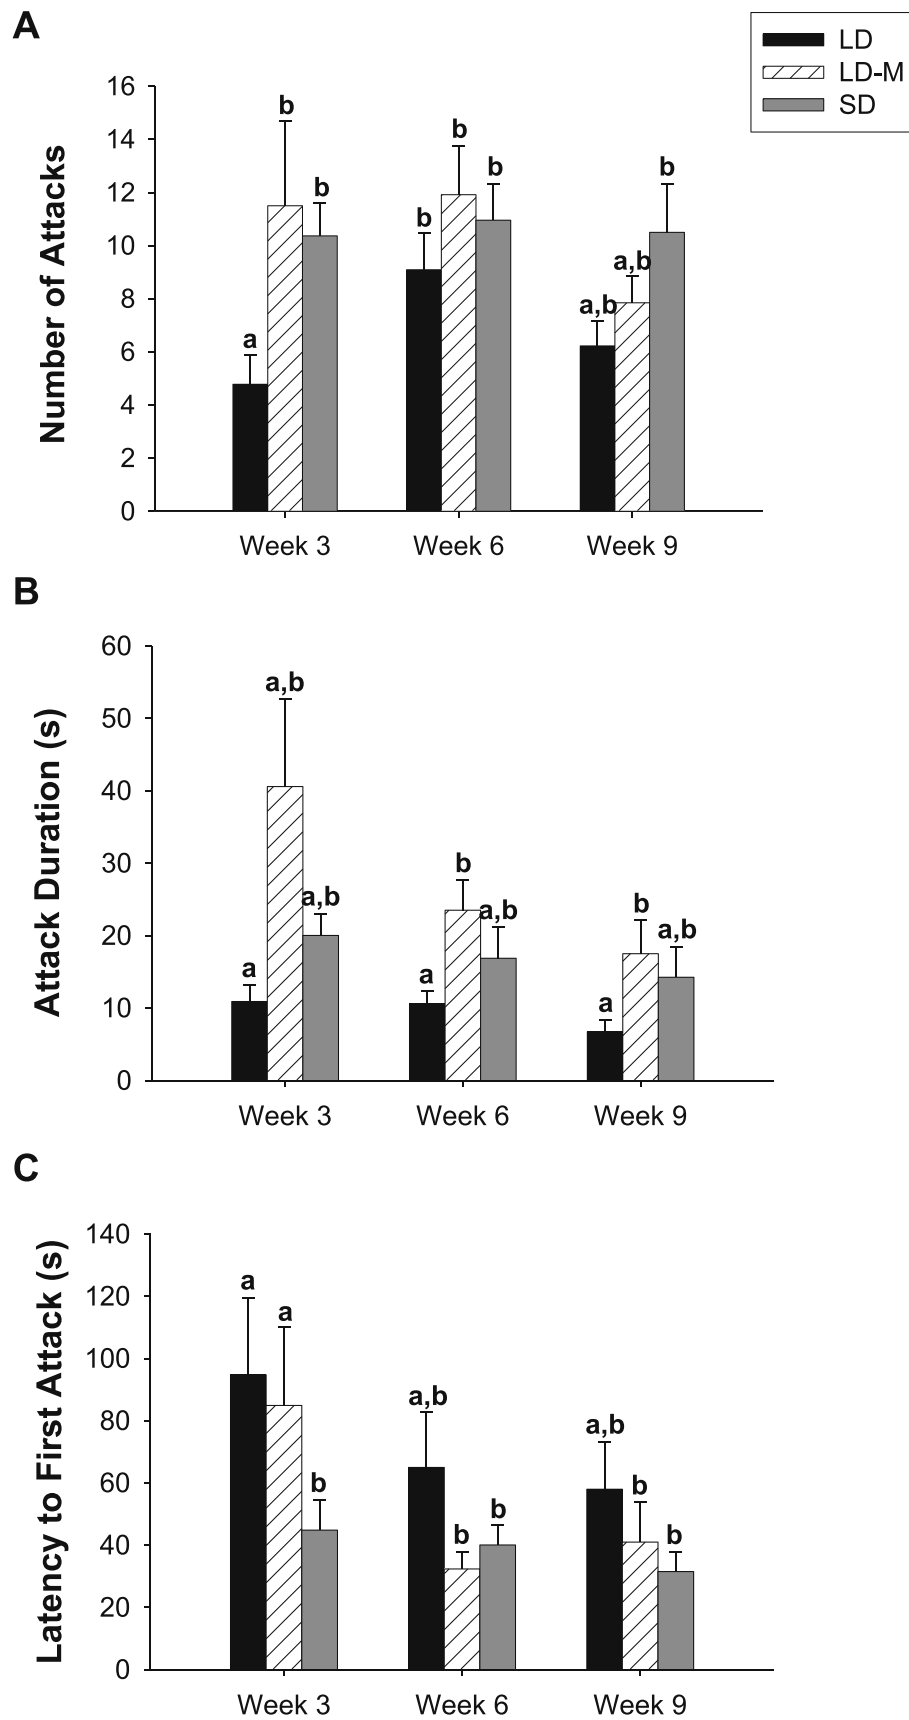 A
LD
LD-M
SD
Number of Attacks
16
14
12
10
8
6
4
2
0
a
b
b
b
b
b
a,b
a,b
b
Week 3
Week 6
Week 9
B
Attack Duration (s)
60
50
40
30
20
10
0
a
a,b
a,b
a
b
a,b
a
b
a,b
Week 3
Week 6
Week 9
C
Latency to First Attack (s)
140
120
100
80
60
40
20
0
a
a
b
a,b
b
b
a,b
b
b
Week 3
Week 6
Week 9